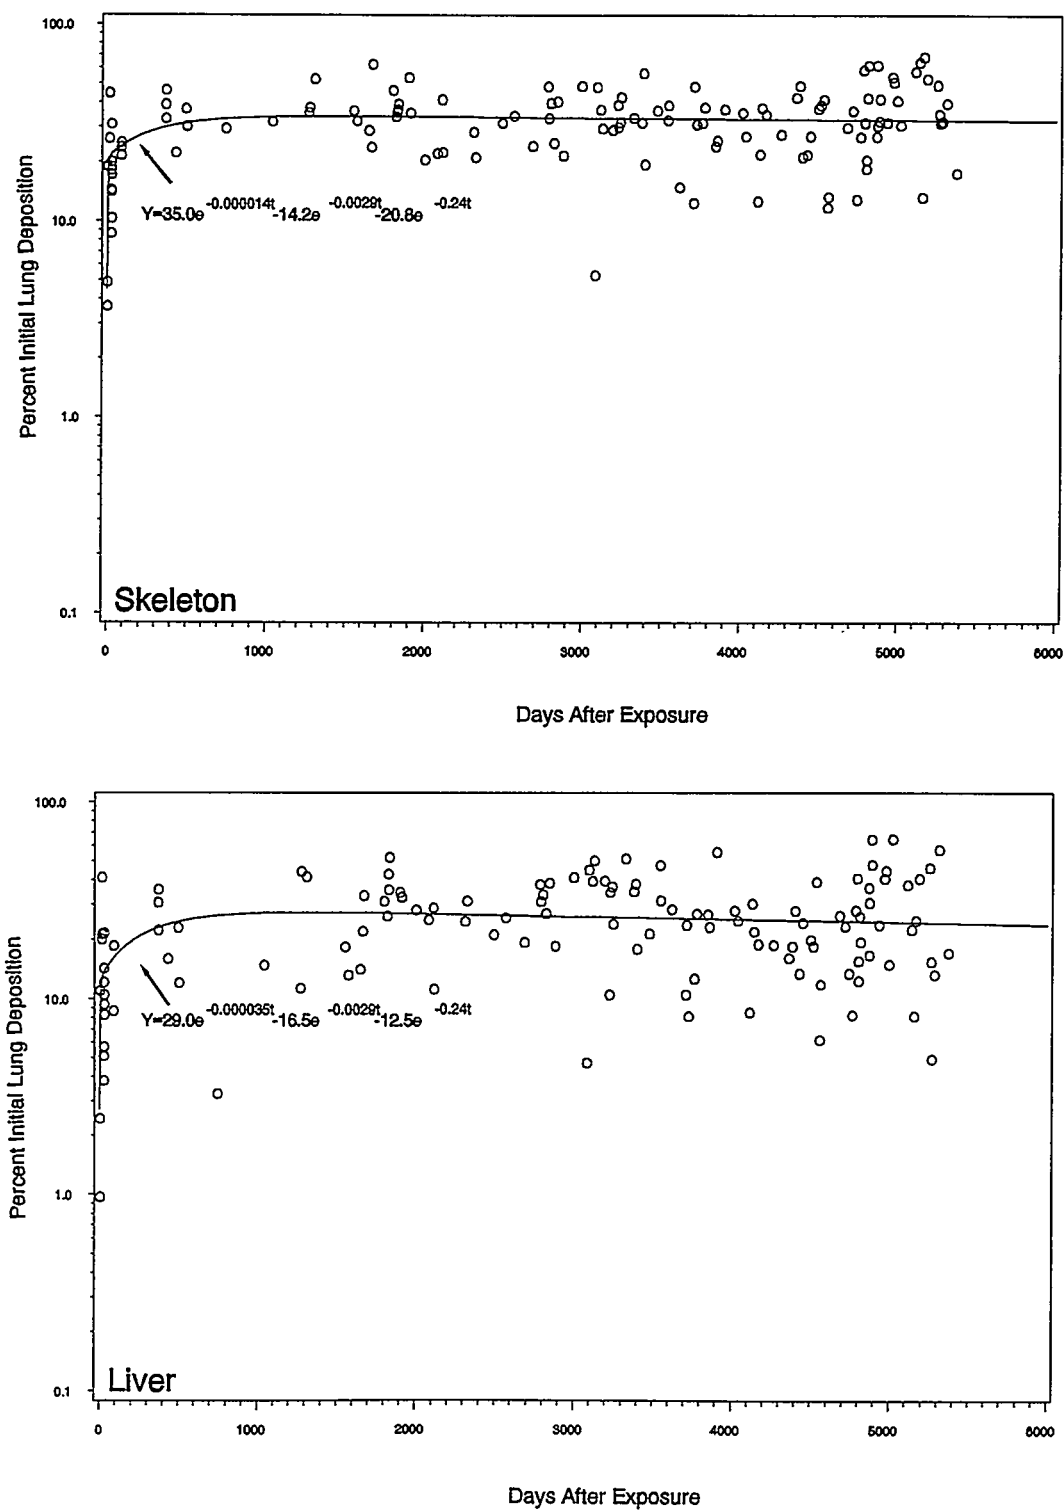 100.0
10.0
1.0
0.1
Percent Initial Lung Deposition
Y=35.0e-0.000014t-14.2e-0.0029t-20.8e-0.24t
Skeleton
0 1000 2000 3000 4000 5000 6000
Days After Exposure
100.0
10.0
1.0
0.1
Percent Initial Lung Deposition
Y=29.0e-0.000035t-16.5e-0.0029t-12.5e-0.24t
Liver
0 1000 2000 3000 4000 5000 6000
Days After Exposure